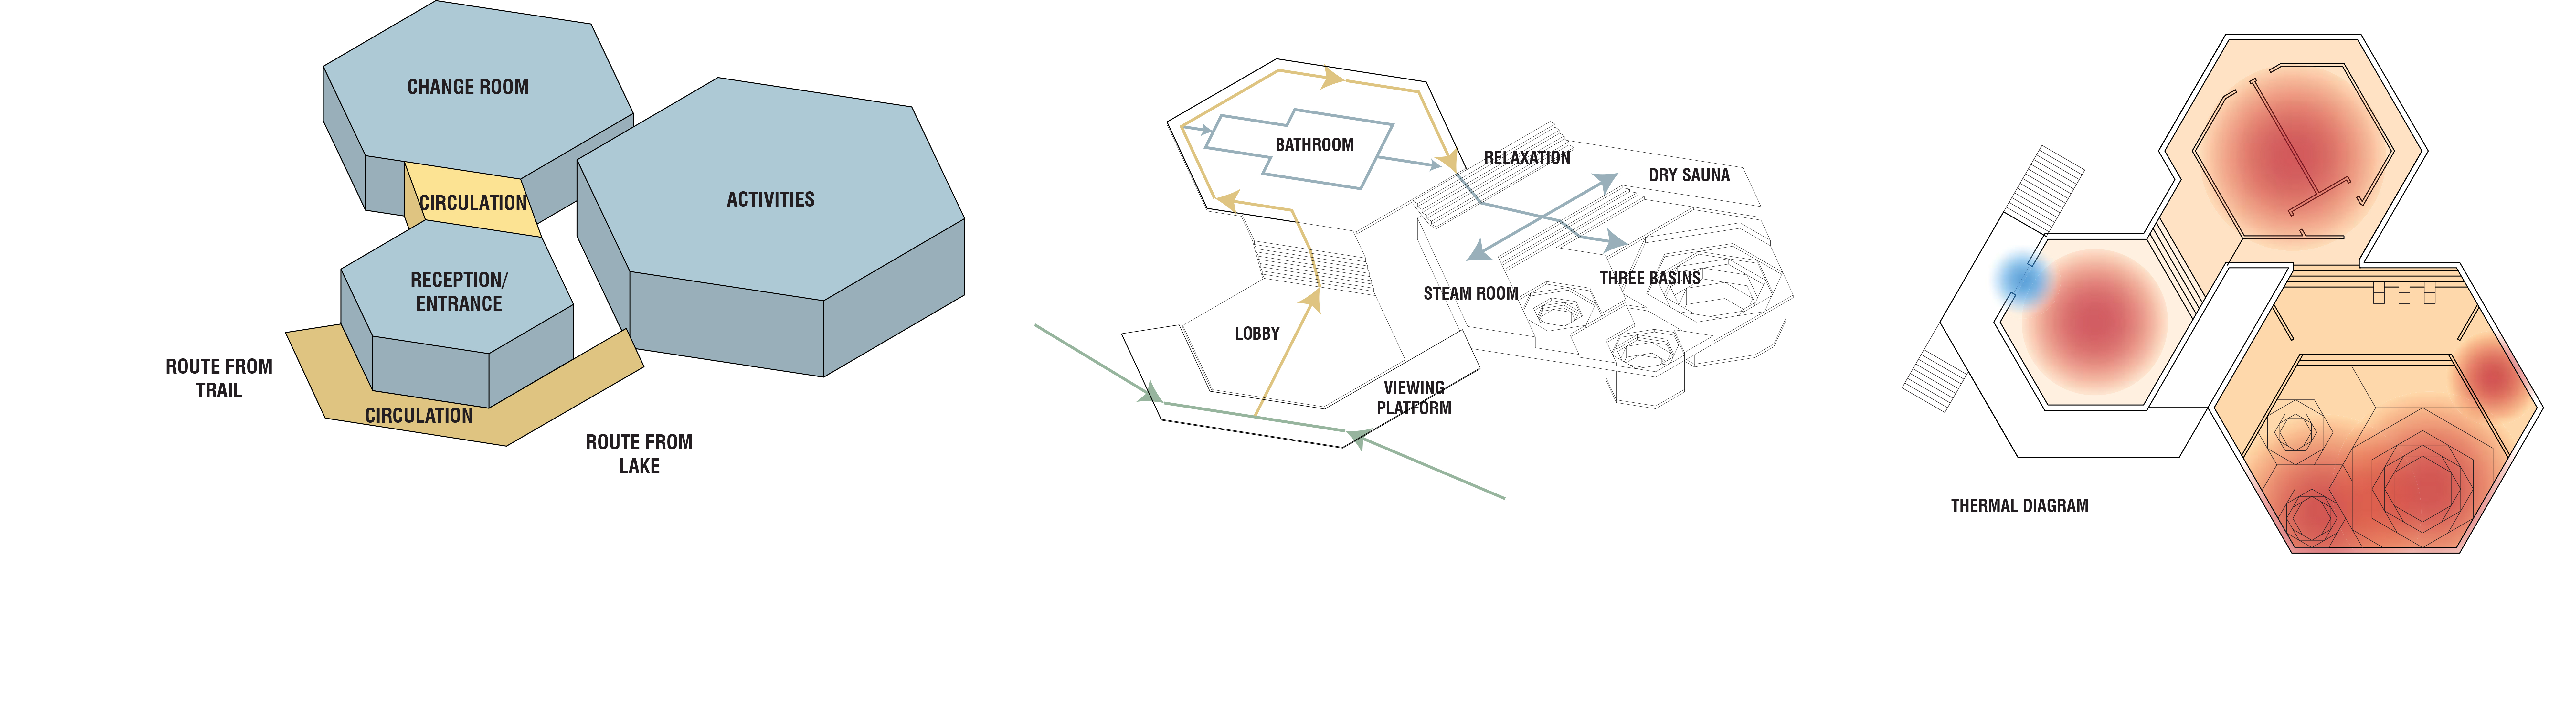 CHANGE ROOM
CIRCULATION
ACTIVITIES
RECEPTION/
ENTRANCE
ROUTE FROM
TRAIL
CIRCULATION
ROUTE FROM
LAKE
BATHROOM
RELAXATION
DRY SAUNA
THREE BASINS
STEAM ROOM
LOBBY
VIEWING
PLATFORM
THERMAL DIAGRAM